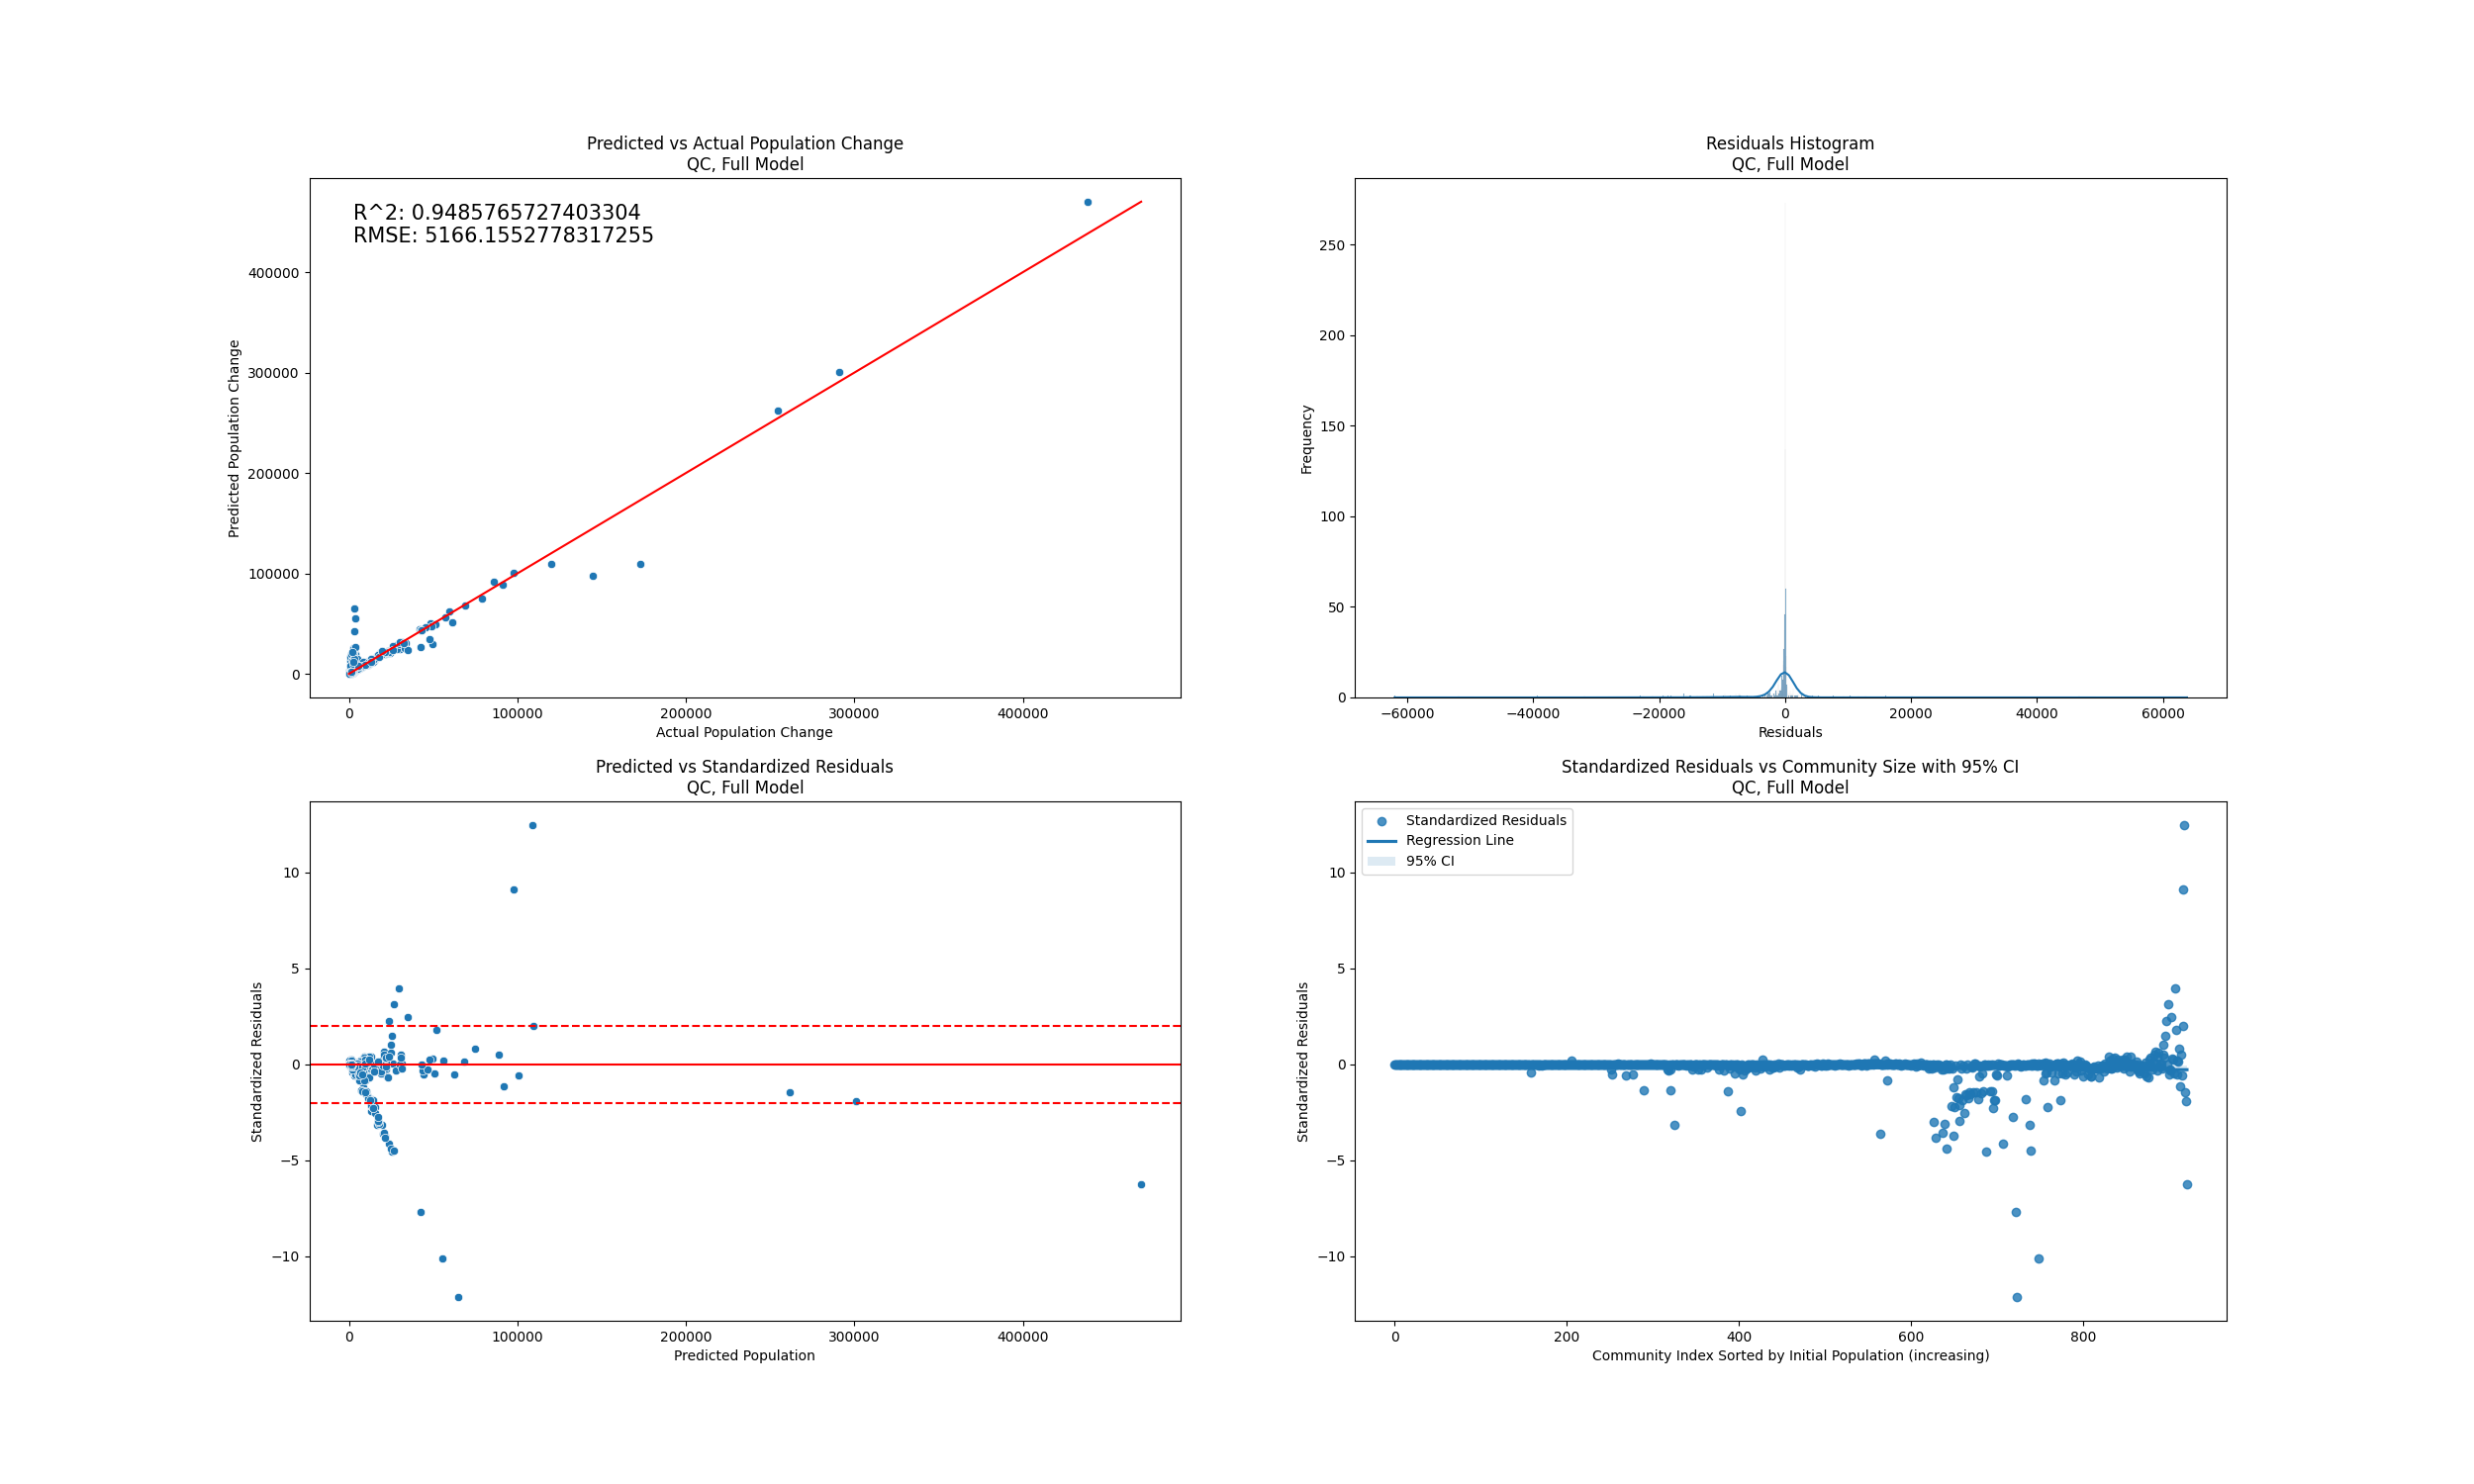 Predicted vs Actual Population Change
QC, Full Model
R^2: 0.9485765727403304
RMSE: 5166.1552778317255
400000
300000
200000
100000
0
Predicted Population Change
0
100000
200000
300000
400000
Actual Population Change
Residuals Histogram
QC, Full Model
250
200
150
100
50
0
Frequency
−60000
−40000
−20000
0
20000
40000
60000
Residuals
Predicted vs Standardized Residuals
QC, Full Model
10
5
0
−5
−10
Standardized Residuals
0
100000
200000
300000
400000
Predicted Population
Standardized Residuals vs Community Size with 95% CI
QC, Full Model
Standardized Residuals
Regression Line
95% CI
10
5
0
−5
−10
Standardized Residuals
0
200
400
600
800
Community Index Sorted by Initial Population (increasing)